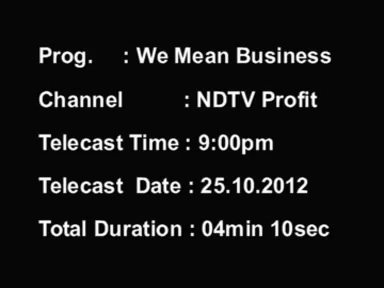 Prog. : We Mean Business
Channel : NDTV Profit
Telecast Time : 9:00pm
Telecast Date : 25.10.2012
Total Duration : 04min 10sec